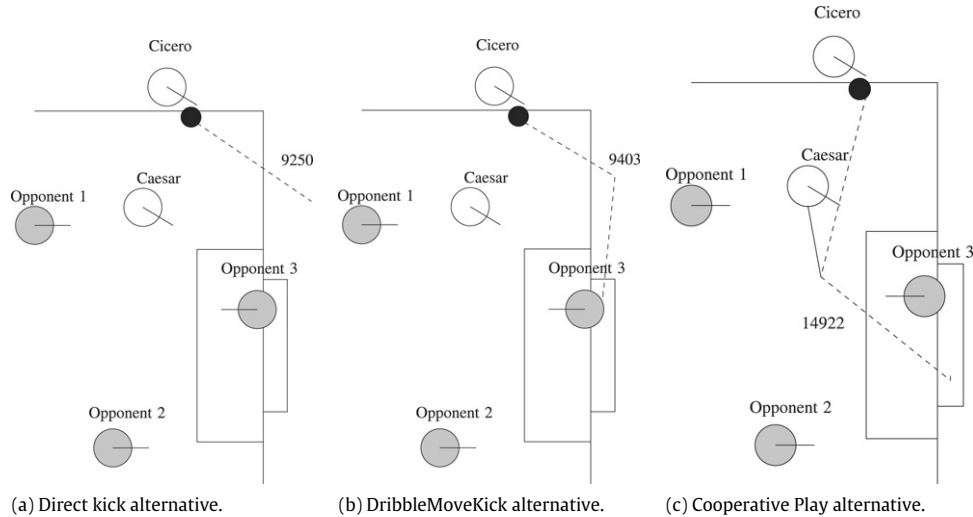 Cicero
9250
Caesar
Opponent 1
Opponent 3
Opponent 2
(a) Direct kick alternative.
Cicero
9403
Caesar
Opponent 1
Opponent 3
Opponent 2
(b) DribbleMoveKick alternative.
Cicero
Caesar
Opponent 1
Opponent 3
14922
Opponent 2
(c) Cooperative Play alternative.